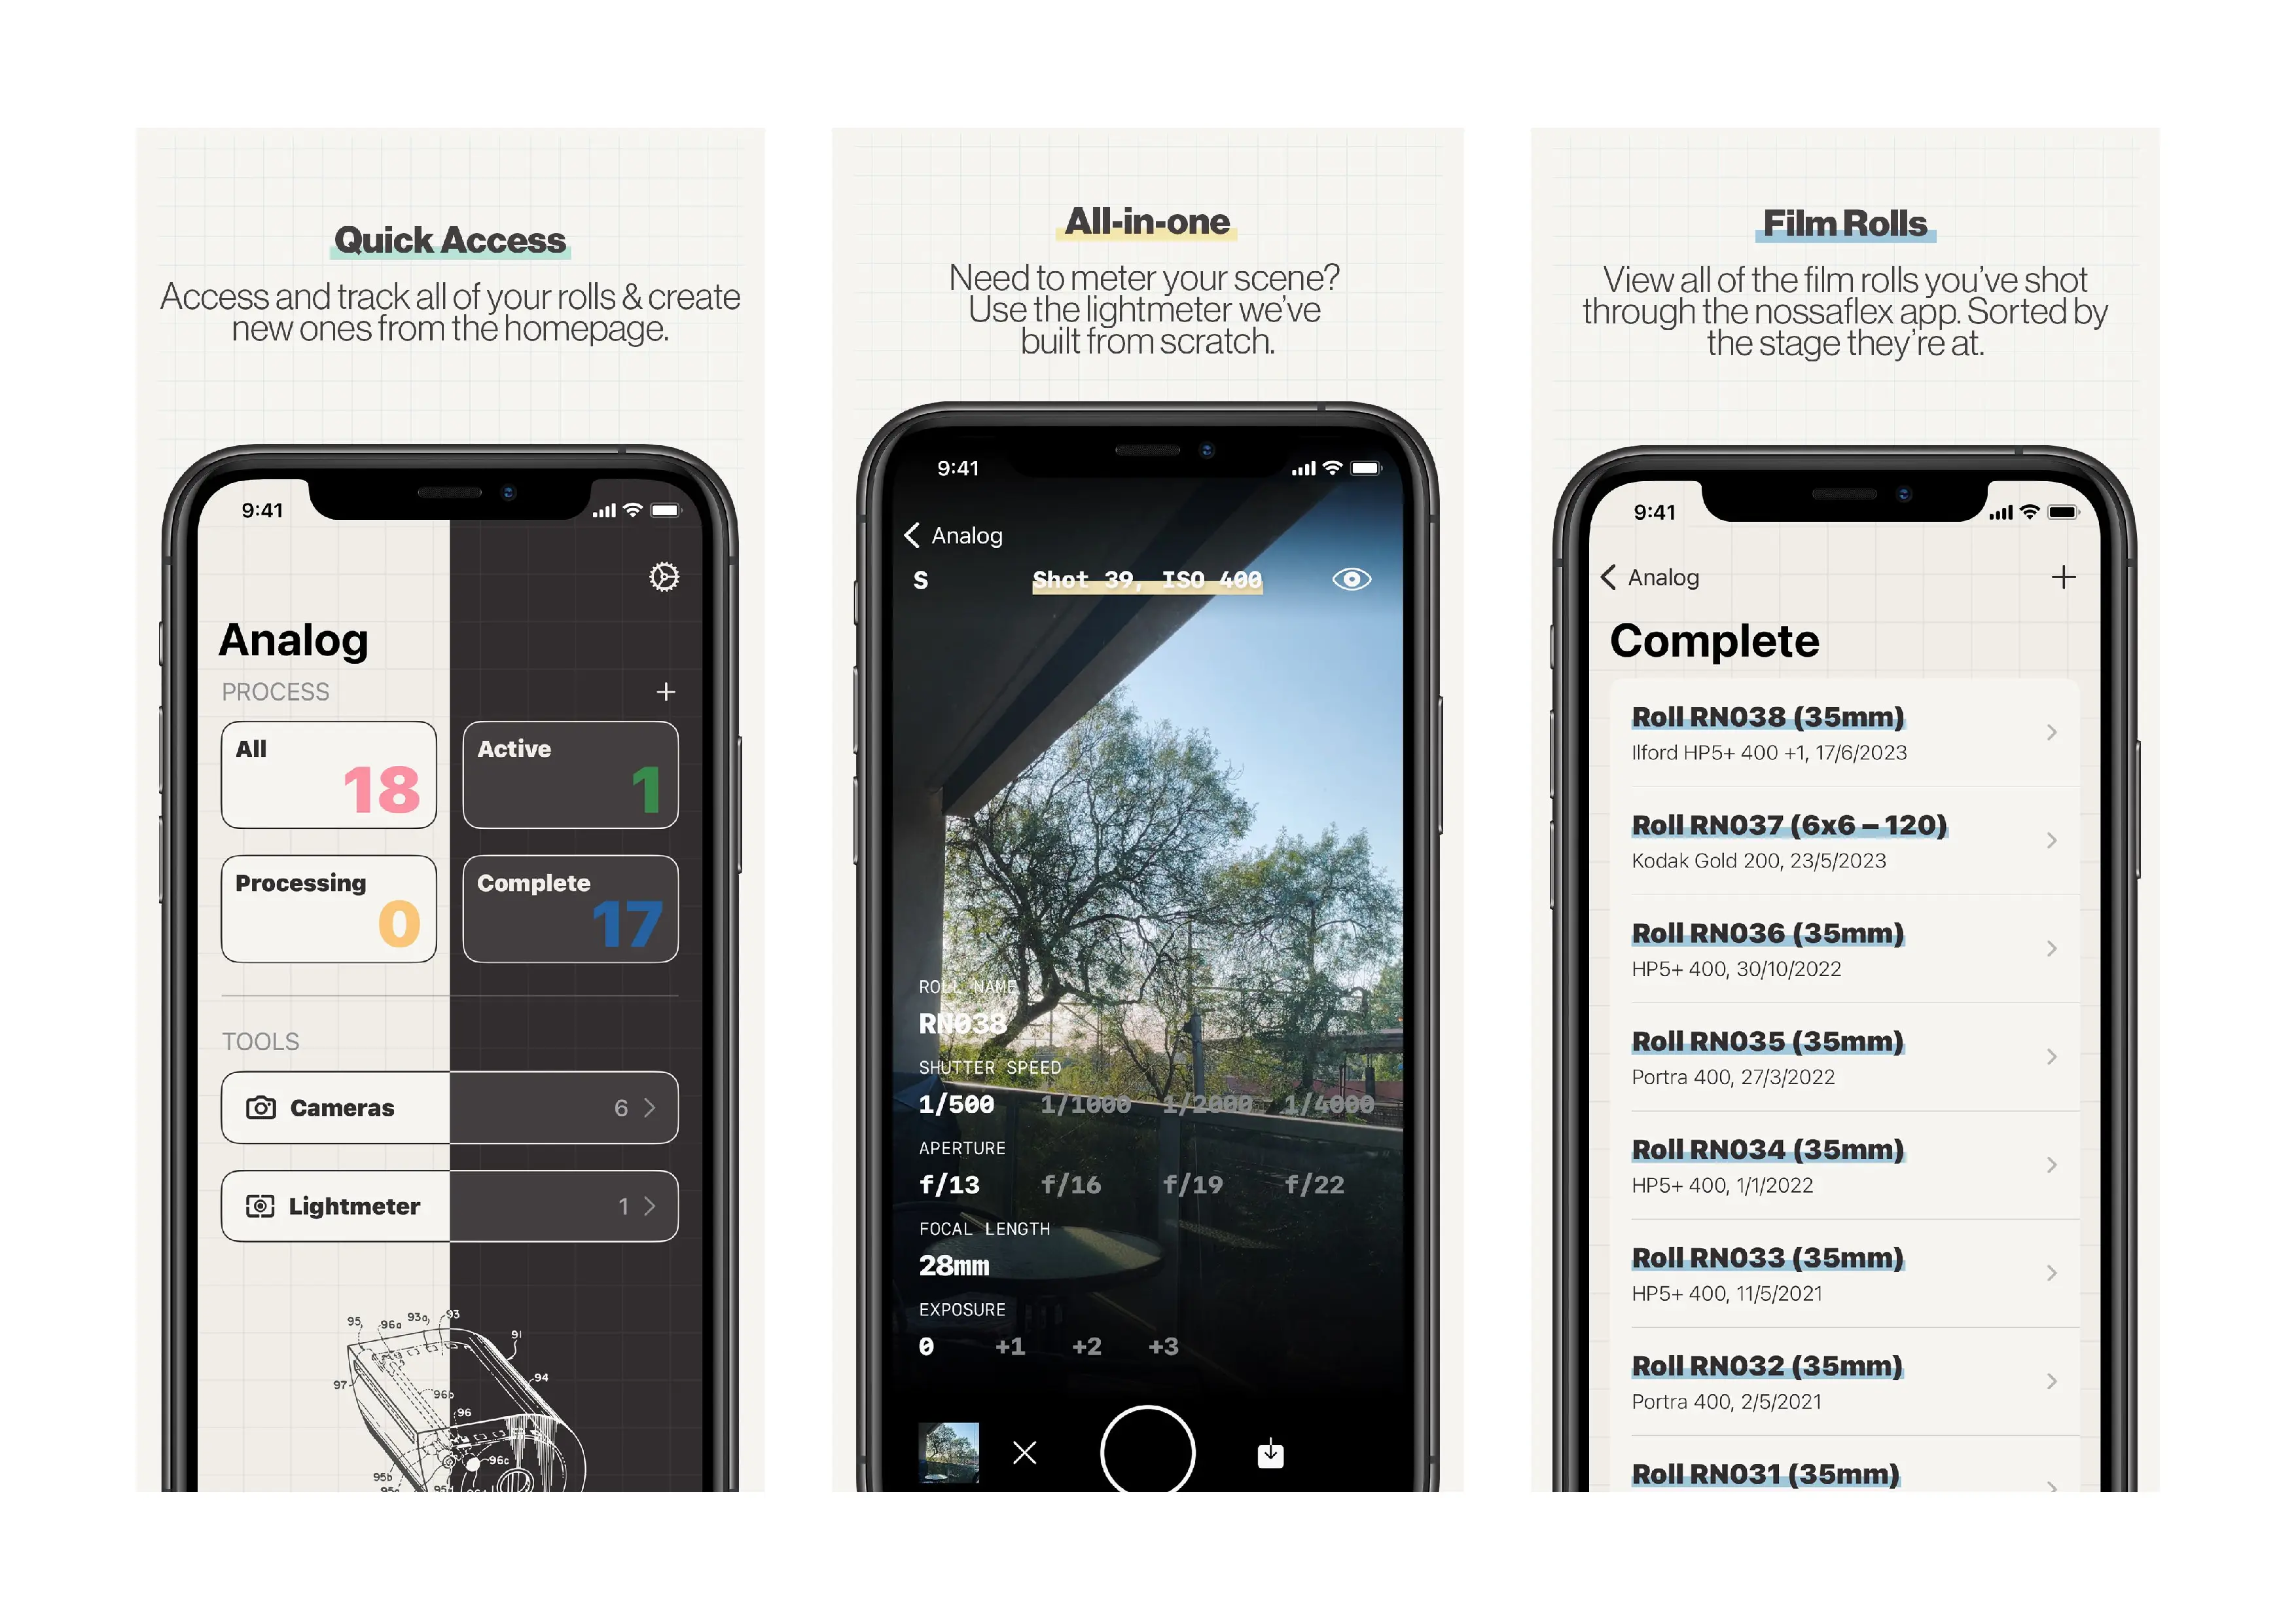 Quick Access
Access and track all of your rolls & create
new ones from the homepage.
9:41
Analog
PROCESS
All
18
Active
1
Processing
0
Complete
17
TOOLS
Cameras
6
Lightmeter
1
95
96a
93a
93
91
94
97
96b
96
96c
95b
All-in-one
Need to meter your scene?
Use the lightmeter we've
built from scratch.
9:41
Analog
S
Shot 39, ISO 400
ROLL NAME
RN038
SHUTTER SPEED
1/500 1/1000 1/2000 1/4000
APERTURE
f/13 f/16 f/19 f/22
FOCAL LENGTH
28mm
EXPOSURE
0 +1 +2 +3
Film Rolls
View all of the film rolls you've shot
through the nossaflex app. Sorted by
the stage they're at.
9:41
Analog
Complete
Roll RN038 (35mm)
Ilford HP5+ 400 +1, 17/6/2023
Roll RN037 (6x6 – 120)
Kodak Gold 200, 23/5/2023
Roll RN036 (35mm)
HP5+ 400, 30/10/2022
Roll RN035 (35mm)
Portra 400, 27/3/2022
Roll RN034 (35mm)
HP5+ 400, 1/1/2022
Roll RN033 (35mm)
HP5+ 400, 11/5/2021
Roll RN032 (35mm)
Portra 400, 2/5/2021
Roll RN031 (35mm)